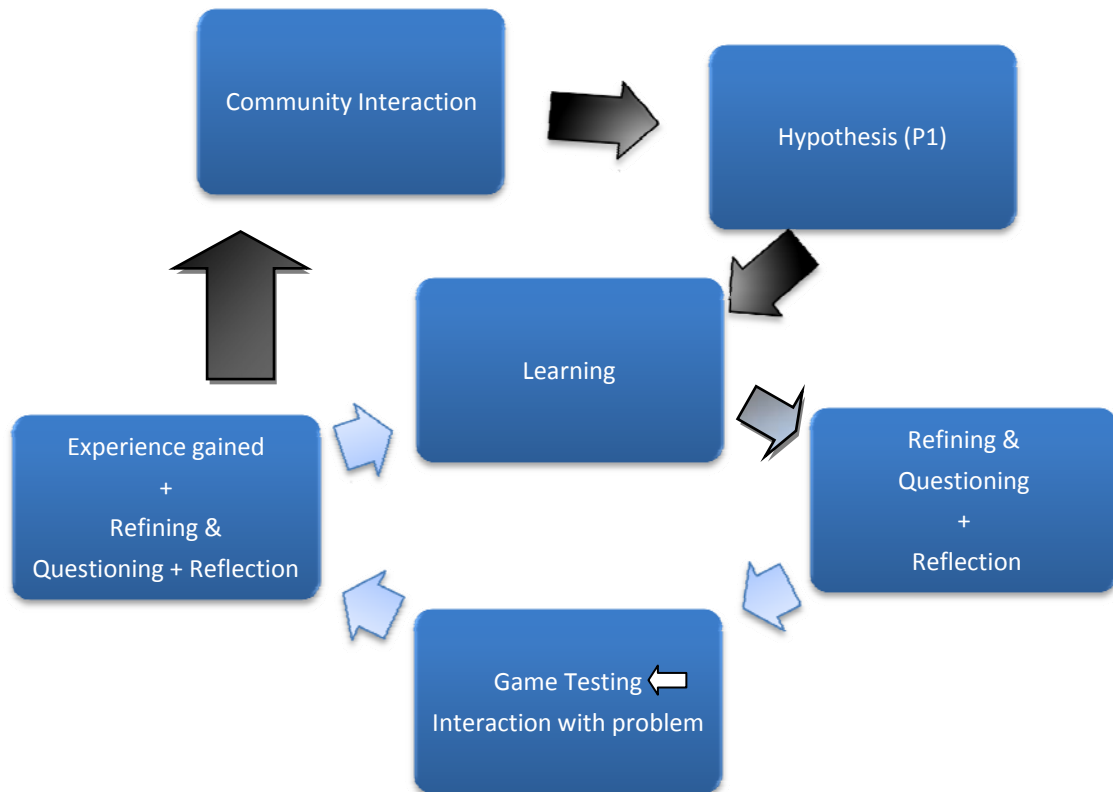 Community Interaction
Hypothesis (P1)
Learning
Experience gained
+
Refining &
Questioning + Reflection
Refining &
Questioning
+
Reflection
Game Testing
Interaction with problem